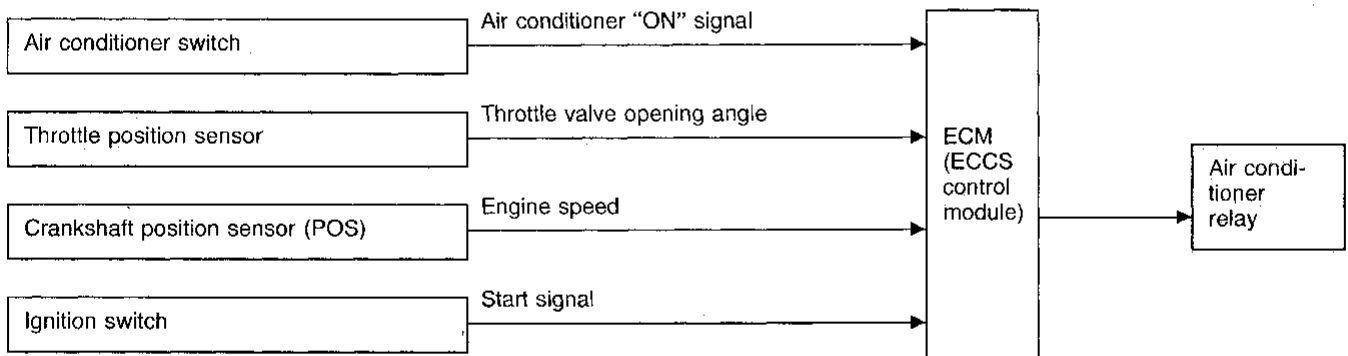 Air conditioner “ON” signal
Air conditioner switch
Throttle valve opening angle
Throttle position sensor
ECM
(ECCS
control
module)
Air condi-
tioner
relay
Engine speed
Crankshaft position sensor (POS)
Start signal
Ignition switch